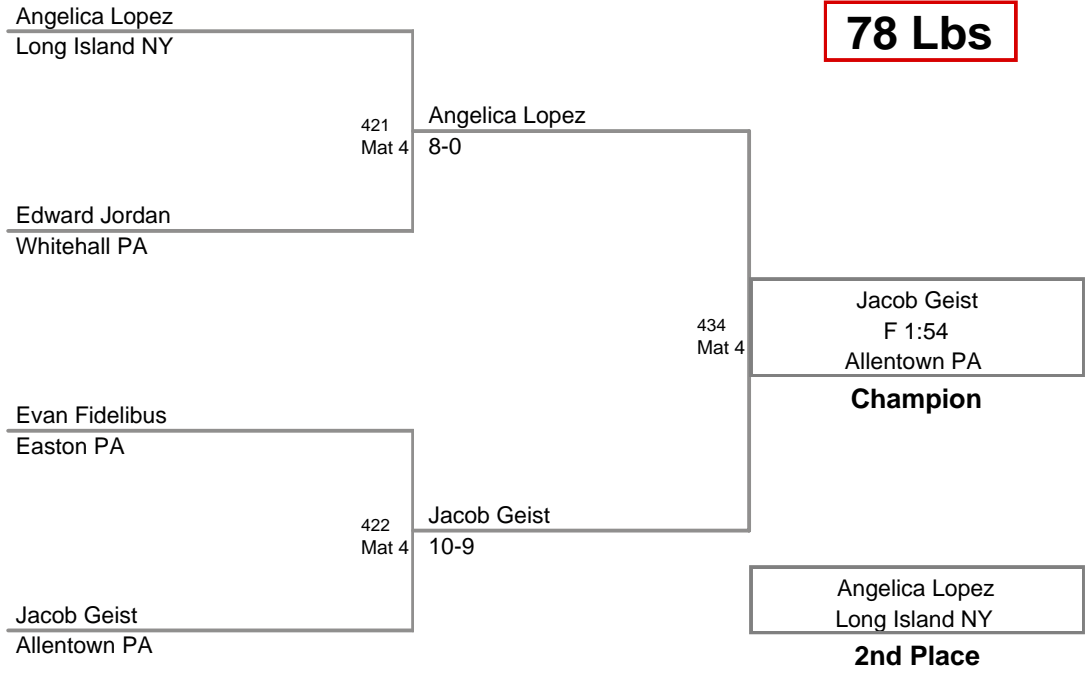 Angelica Lopez
Long Island NY
78 Lbs
421
Mat 4
Angelica Lopez
8-0
Edward Jordan
Whitehall PA
434
Mat 4
Jacob Geist
F 1:54
Allentown PA
Champion
Evan Fidelibus
Easton PA
422
Mat 4
Jacob Geist
10-9
Jacob Geist
Allentown PA
Angelica Lopez
Long Island NY
2nd Place